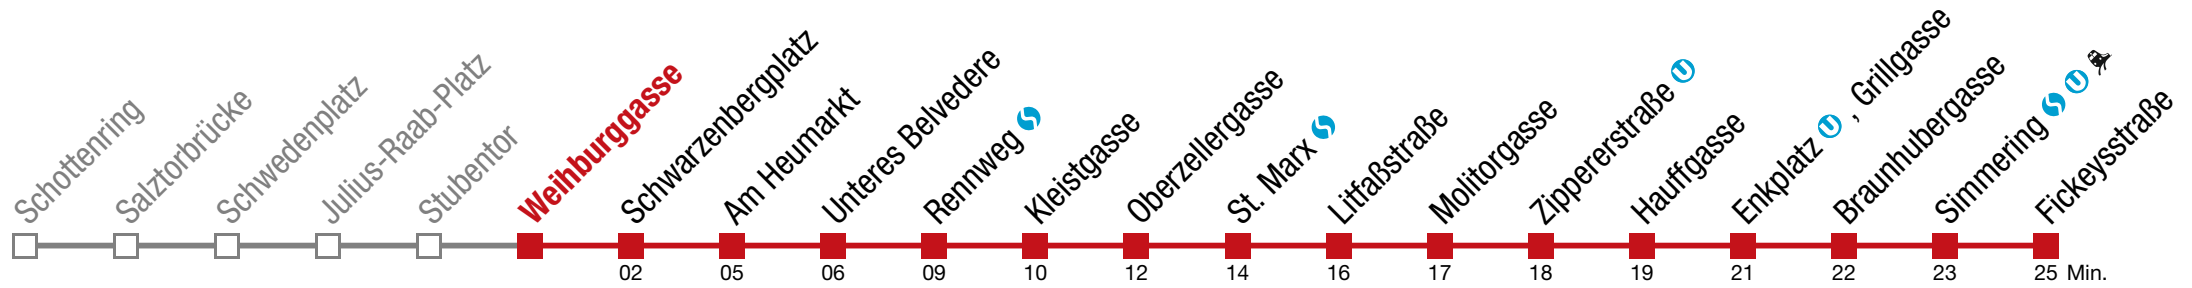 Schottenring
Salztorbrücke
Schwedenplatz
Julius-Raab-Platz
Stubentor
Weihburggasse
Schwarzenbergplatz
Am Heumarkt
Unteres Belvedere
Rennweg S
Kleistgasse
Oberzellergasse
St. Marx S
Litfaßstraße
Molitorgasse
Zippererstraße U
Hauffgasse
Enkplatz U , Grillgasse
Braunhubergasse
Simmering S U
Fickeysstraße
02 05 06 09 10 12 14 16 17 18 19 21 22 23 25 Min.